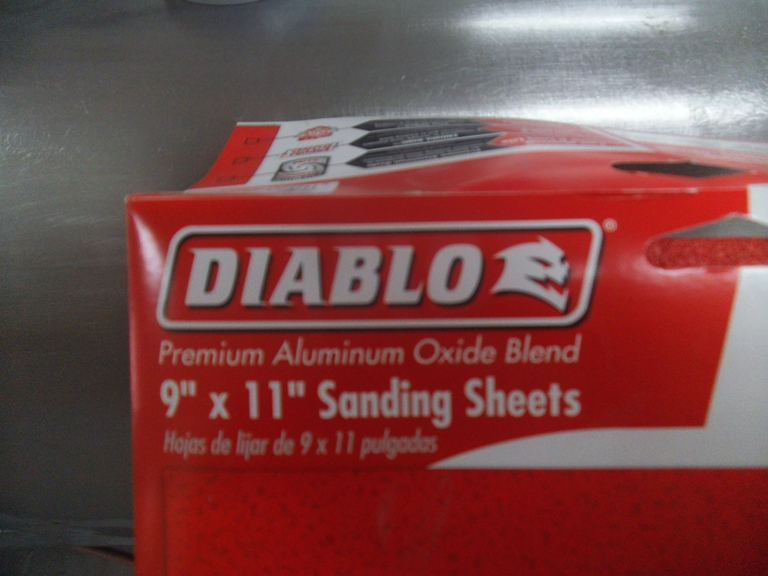 DIABLO®
Premium Aluminum Oxide Blend
9" x 11" Sanding Sheets
Hojas de lijar de 9 x 11 pulgadas